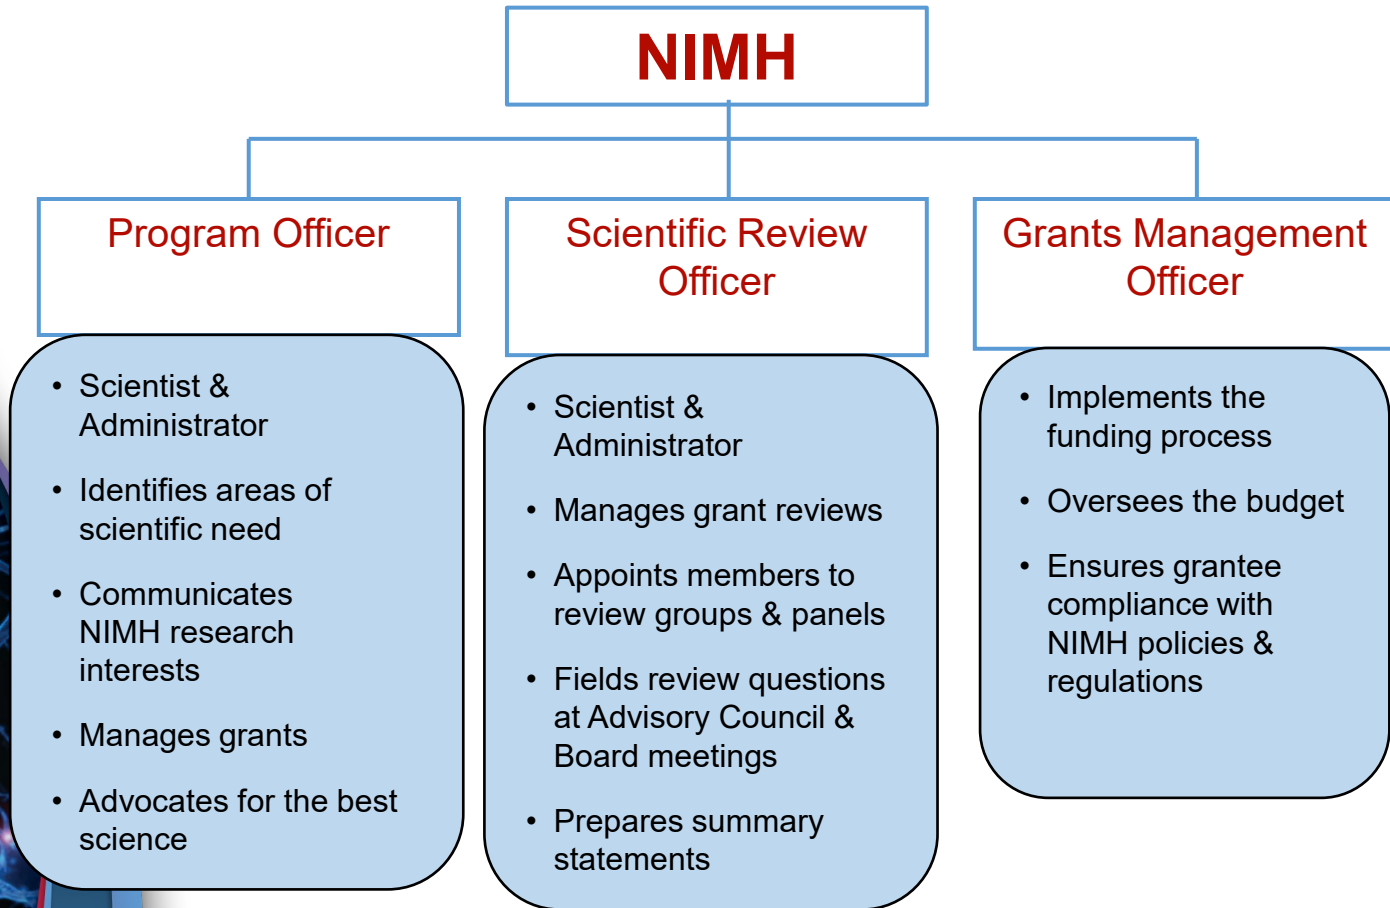 NIMH
Program Officer
• Scientist &
Administrator
• Identifies areas of
scientific need
• Communicates
NIMH research
interests
• Manages grants
• Advocates for the best
science
Scientific Review
Officer
• Scientist &
Administrator
• Manages grant reviews
• Appoints members to
review groups & panels
• Fields review questions
at Advisory Council &
Board meetings
• Prepares summary
statements
Grants Management
Officer
• Implements the
funding process
• Oversees the budget
• Ensures grantee
compliance with
NIMH policies &
regulations